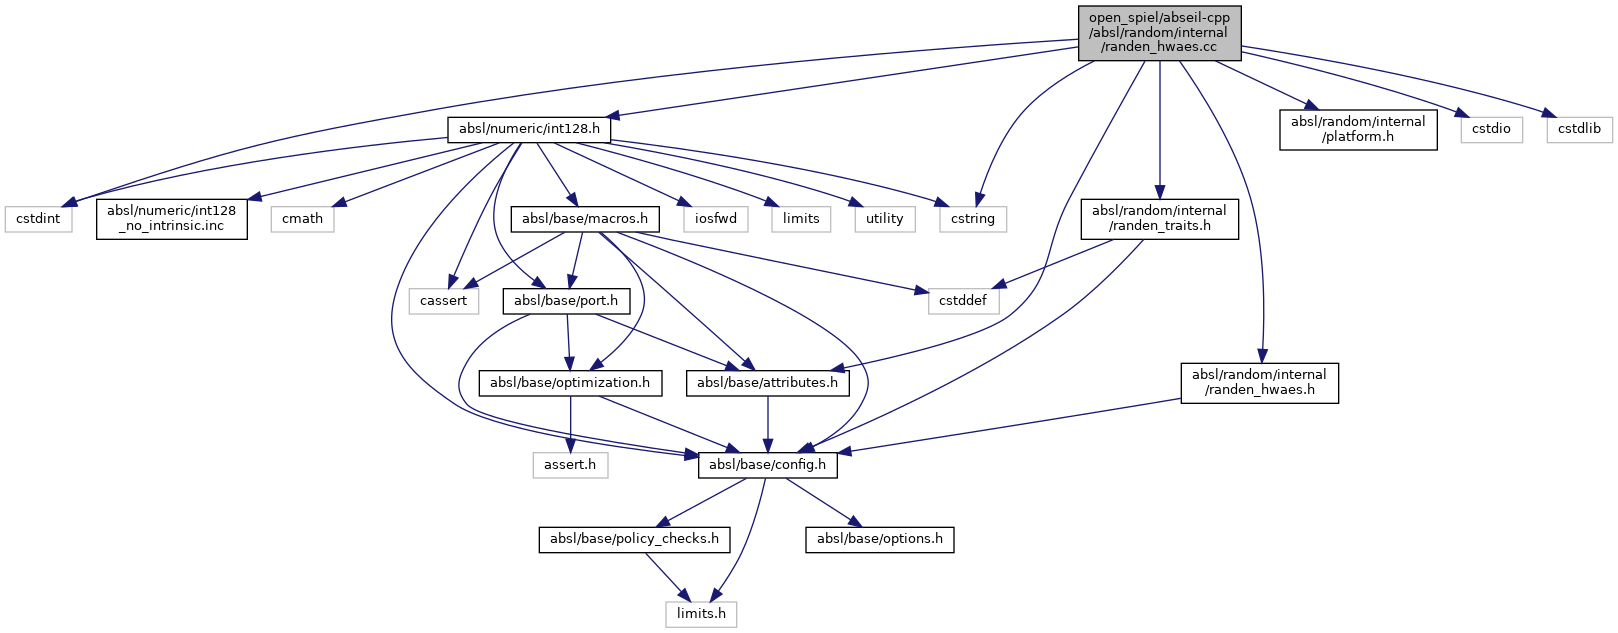 open_spiel/abseil-cpp
/absl/random/internal
/randen_hwaes.cc
absl/numeric/int128.h
absl/random/internal
/platform.h
cstdio
cstdlib
cstdint
absl/numeric/int128
_no_intrinsic.inc
cmath
absl/base/macros.h
iosfwd
limits
utility
cstring
absl/random/internal
/randen_traits.h
cassert
absl/base/port.h
cstddef
absl/base/optimization.h
absl/base/attributes.h
absl/random/internal
/randen_hwaes.h
assert.h
absl/base/config.h
absl/base/policy_checks.h
absl/base/options.h
limits.h